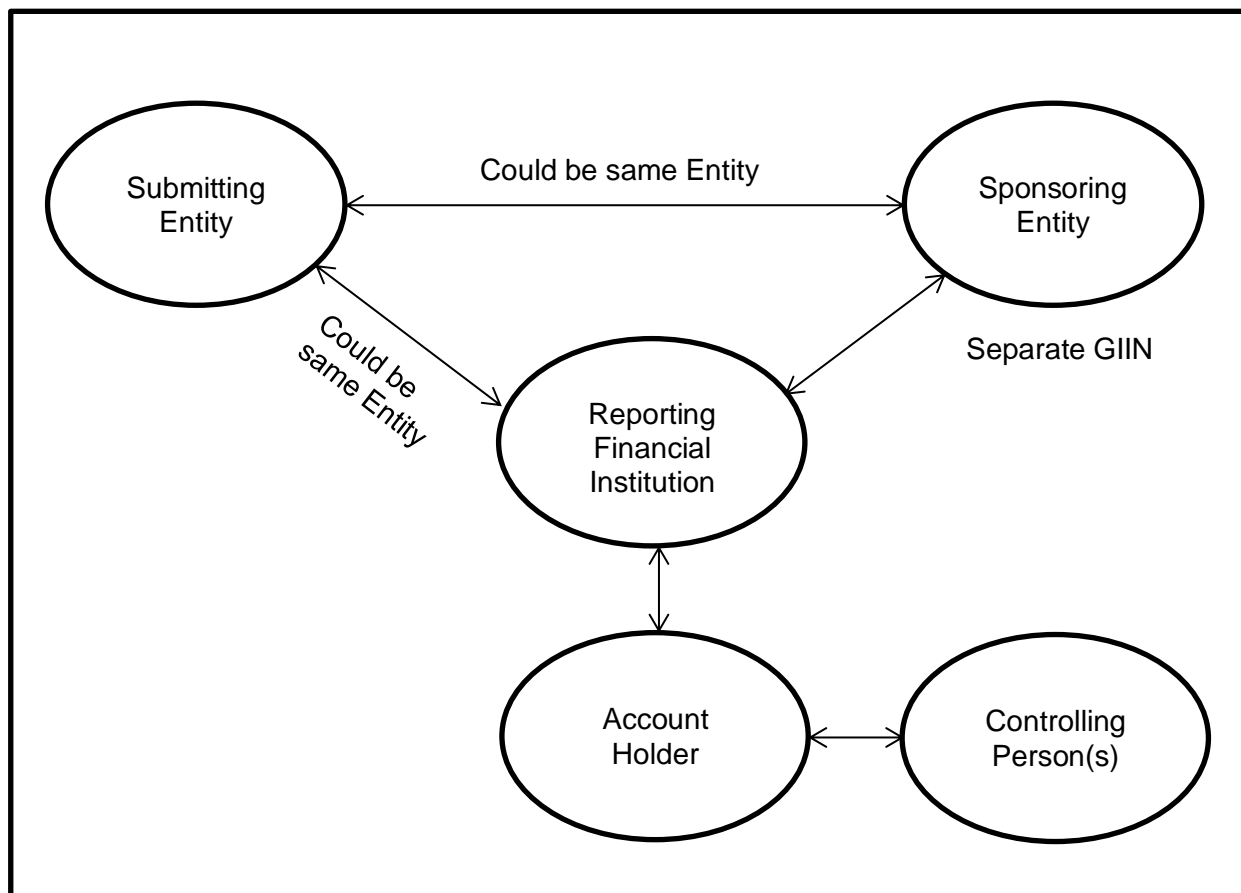 Submitting
Entity
Could be same Entity
Sponsoring
Entity
Could be
same Entity
Separate GIIN
Reporting
Financial
Institution
Account
Holder
Controlling
Person(s)